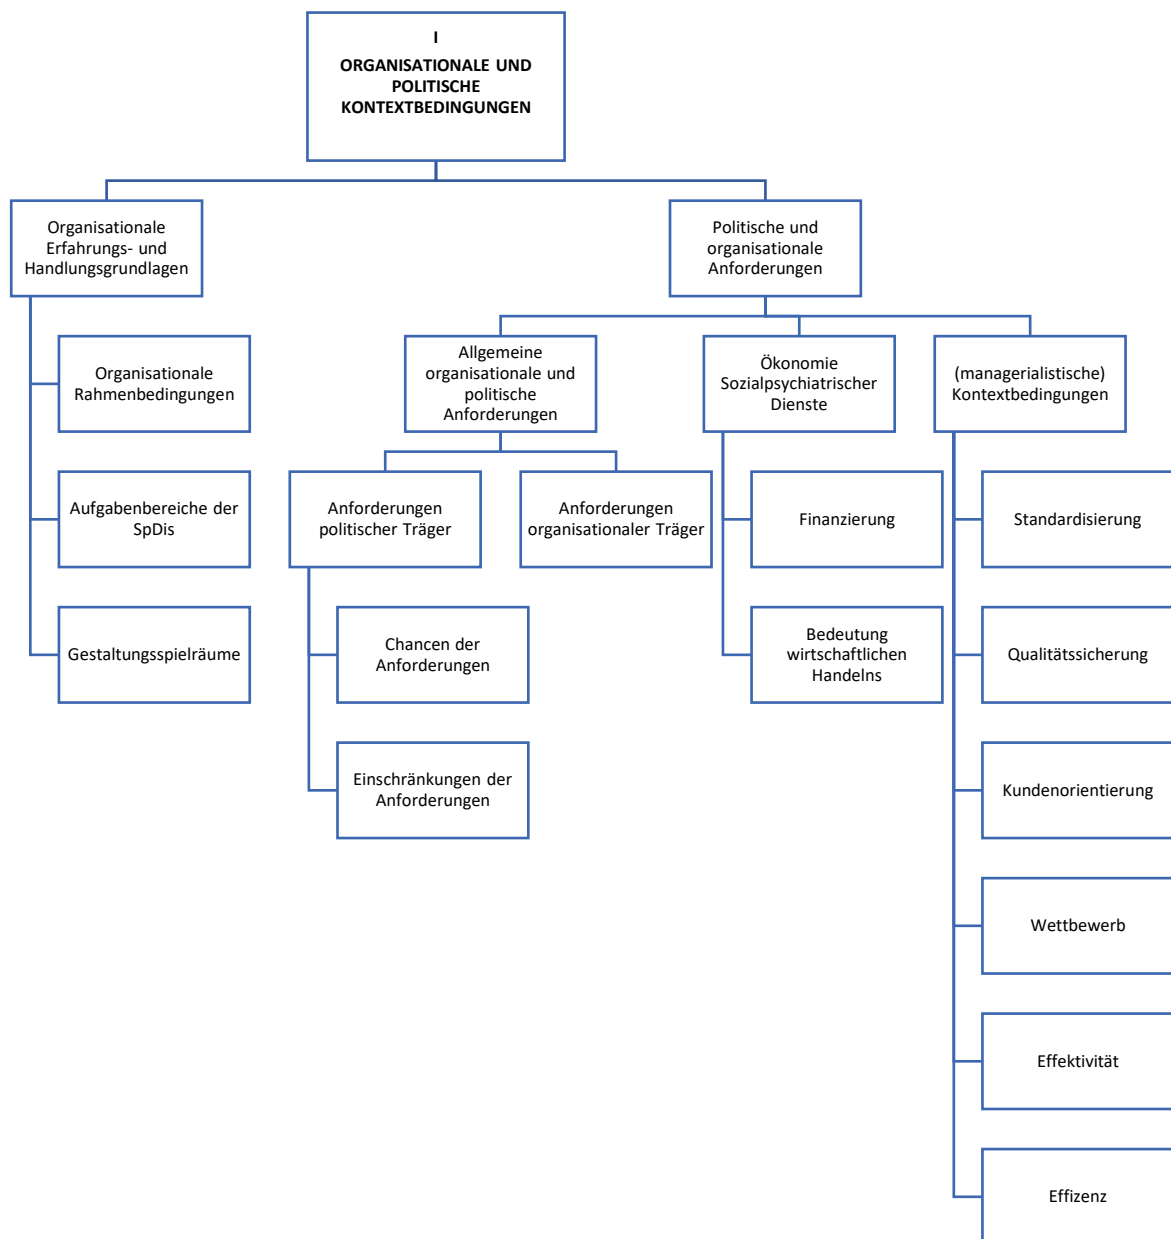 I
ORGANISATIONALE UND
POLITISCHE
KONTEXTBEDINGUNGEN
Organisationale
Erfahrungs- und
Handlungsgrundlagen
Politische und
organisationale
Anforderungen
Organisationale
Rahmenbedingungen
Allgemeine
organisationale und
politische
Anforderungen
Ökonomie
Sozialpsychiatrischer
Dienste
(managerialistische)
Kontextbedingungen
Aufgabenbereiche der
SpDis
Anforderungen
politischer Träger
Anforderungen
organisationaler Träger
Finanzierung
Standardisierung
Gestaltungsspielräume
Chancen der
Anforderungen
Bedeutung
wirtschaftlichen
Handelns
Qualitätssicherung
Einschränkungen der
Anforderungen
Kundenorientierung
Wettbewerb
Effektivität
Effizenz